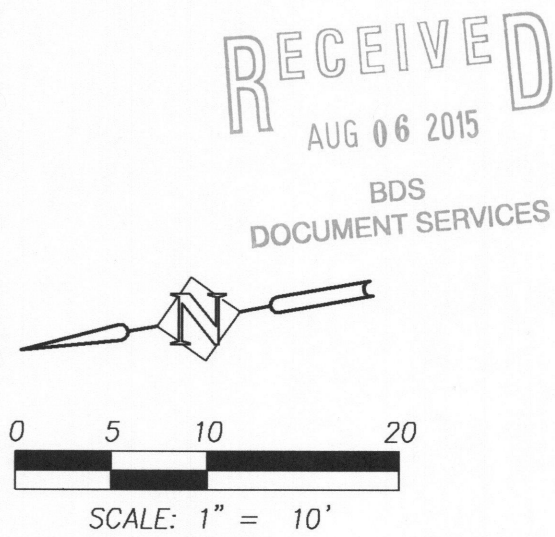 RECEIVED
AUG 06 2015
BDS
DOCUMENT SERVICES
N
0 5 10 20
SCALE: 1" = 10'